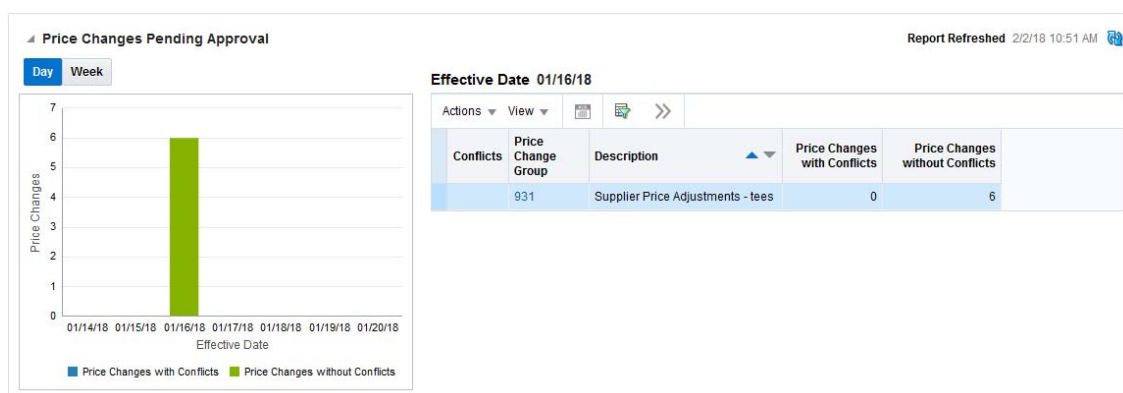 Price Changes Pending Approval
Report Refreshed 2/2/18 10:51 AM
Day Week
7
6
5
4
3
2
1
0
Price Changes
01/14/18 01/15/18 01/16/18 01/17/18 01/18/18 01/19/18 01/20/18
Effective Date
Price Changes with Conflicts Price Changes without Conflicts
Effective Date 01/16/18
Actions View
Conflicts Price Change Group Description Price Changes with Conflicts Price Changes without Conflicts
931 Supplier Price Adjustments - tees 0 6